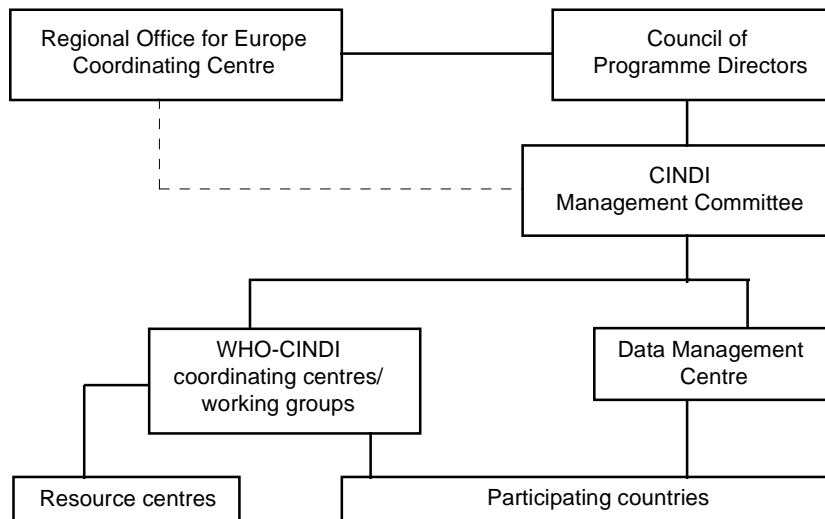 Regional Office for Europe
Coordinating Centre
Council of
Programme Directors
CINDI
Management Committee
WHO-CINDI
coordinating centres/
working groups
Data Management
Centre
Resource centres
Participating countries